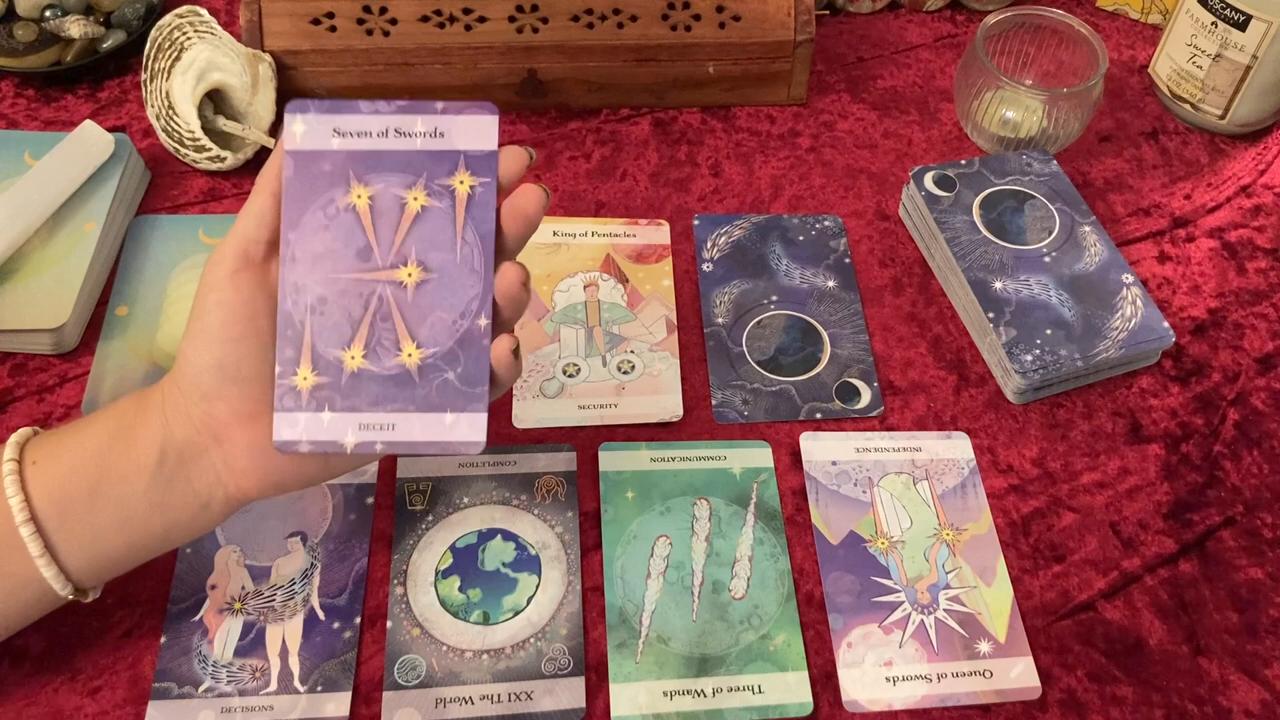 TUSCANY
FARMHOUSE
COLLECTION
Sweet
Tea
Seven of Swords
DECEIT
King of Pentacles
SECURITY
COMPLETION
XXI The World
COMMUNICATION
Three of Wands
INDEPENDENCE
Queen of Swords
DECISIONS